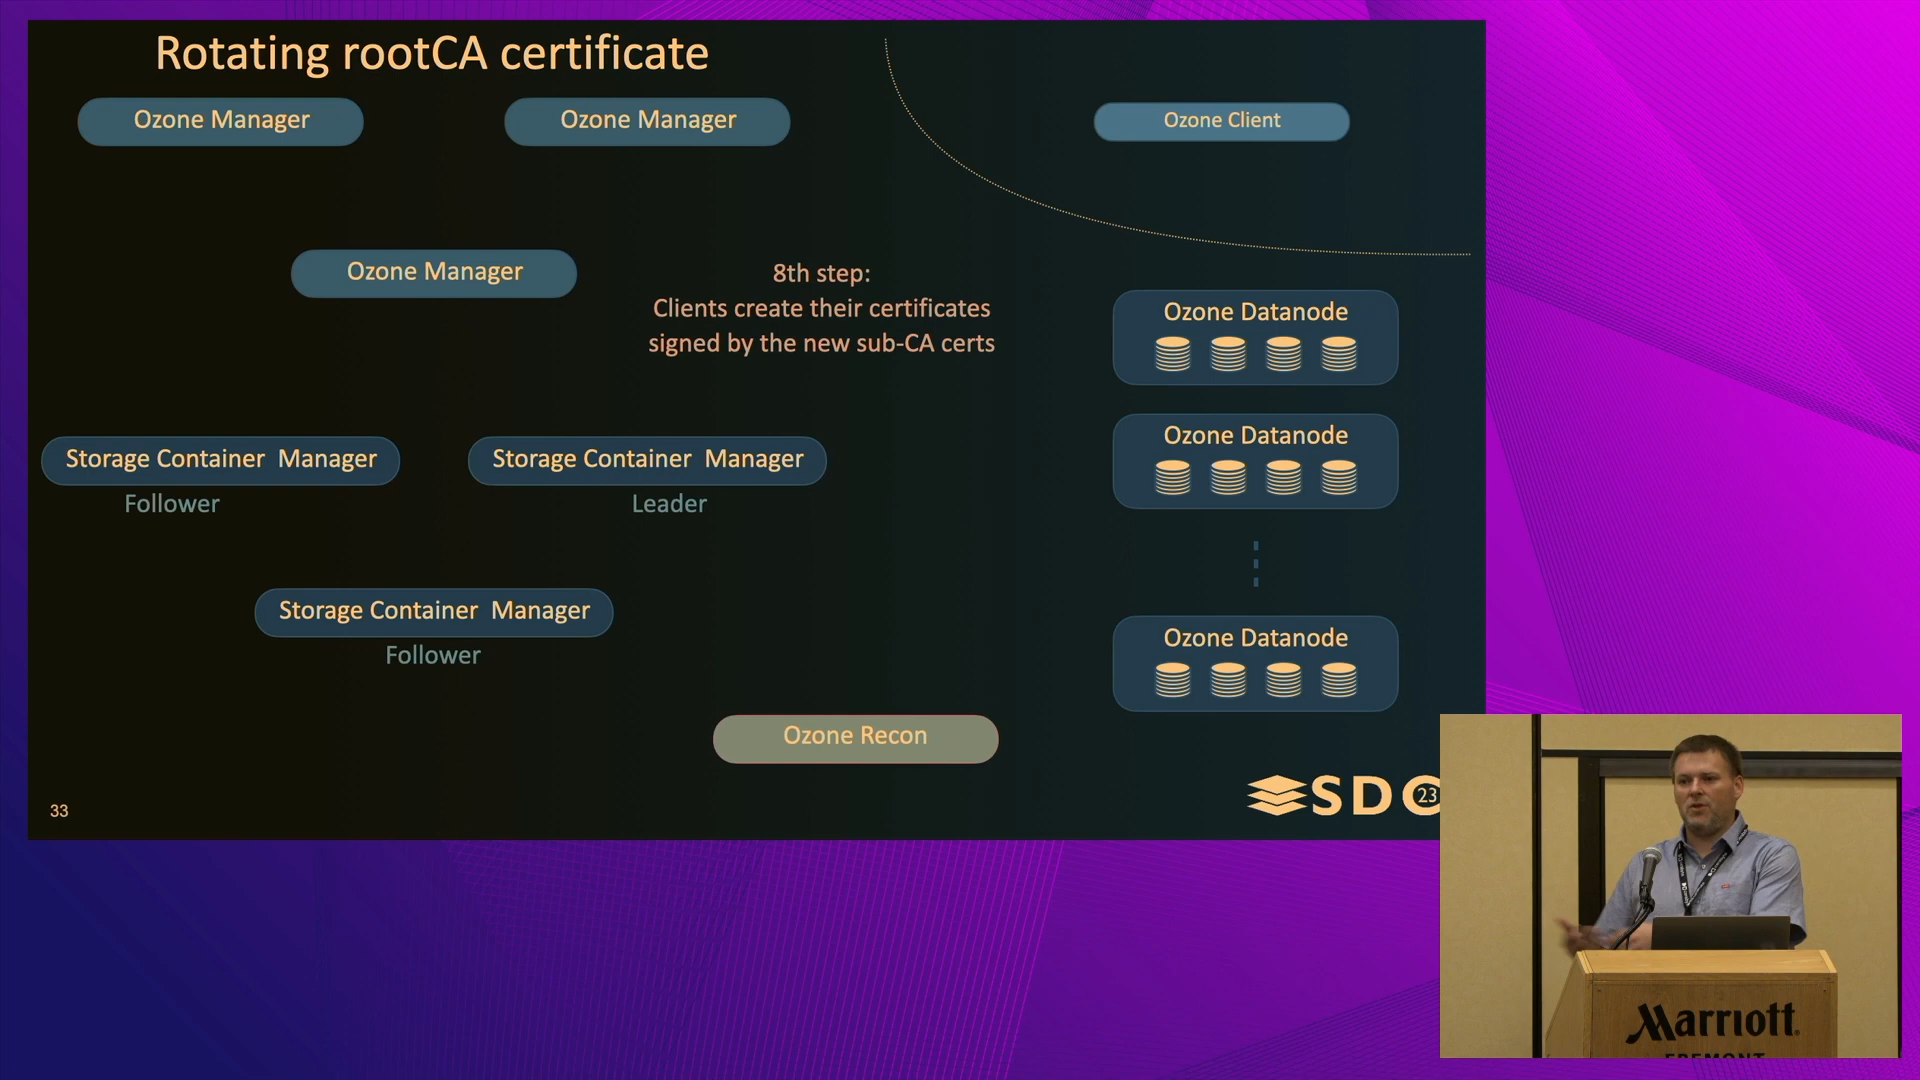 Rotating rootCA certificate
Ozone Manager
Ozone Manager
Ozone Client
Ozone Manager
8th step:
Clients create their certificates
signed by the new sub-CA certs
Ozone Datanode
Ozone Datanode
Storage Container Manager
Follower
Storage Container Manager
Leader
Storage Container Manager
Follower
Ozone Datanode
Ozone Recon
33
SDC
23
Marriott
FREMONT